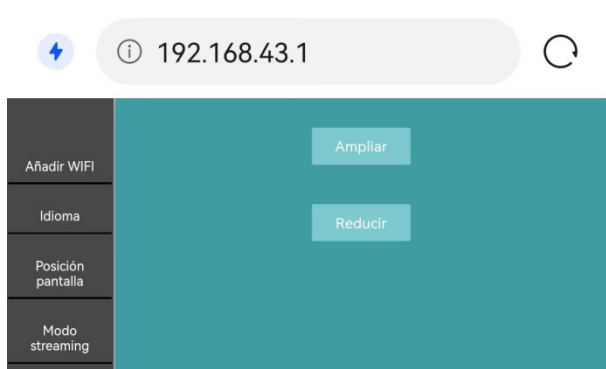 192.168.43.1
Añadir WIFI
Idioma
Posición
pantalla
Modo
streaming
Ampliar
Reducir